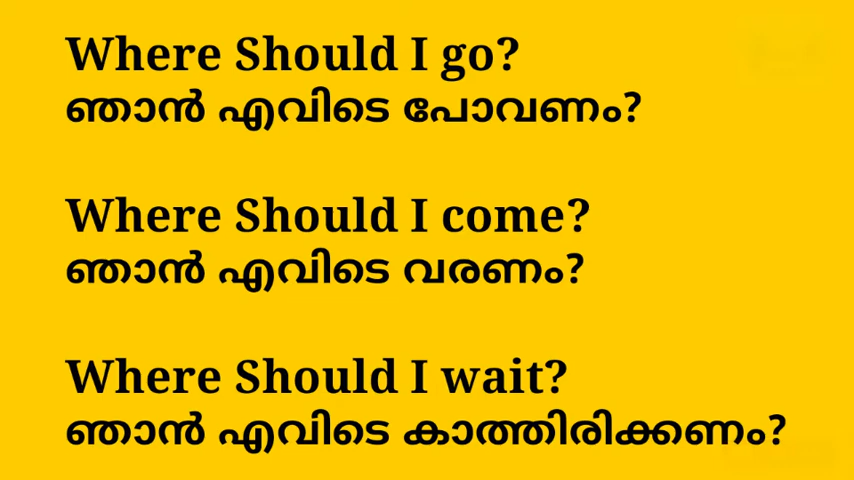 Where Should I go?
ഞാൻ എവിടെ പോവണം?
Where Should I come?
ഞാൻ എവിടെ വരണം?
Where Should I wait?
ഞാൻ എവിടെ കാത്തിരിക്കണം?